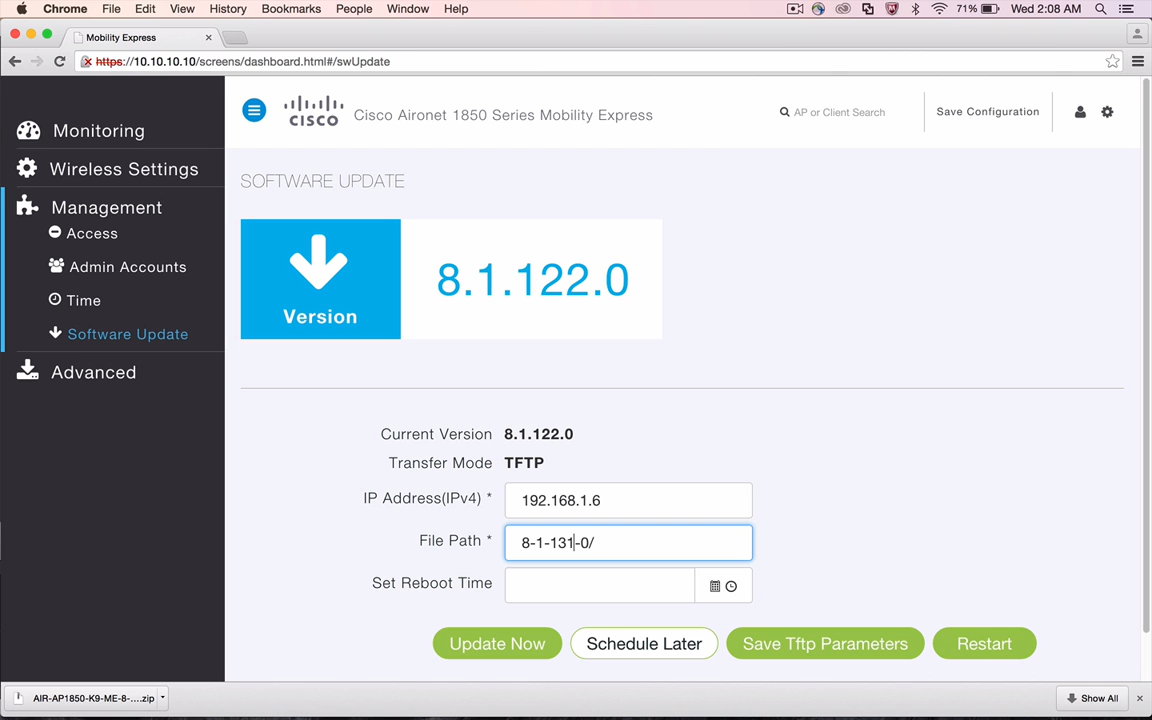 Chrome File Edit View History Bookmarks People Window Help 71% Wed 2:08 AM
Mobility Express
https://10.10.10.10/screens/dashboard.html#/swUpdate
CISCO Cisco Aironet 1850 Series Mobility Express AP or Client Search Save Configuration
Monitoring
Wireless Settings
Management
Access
Admin Accounts
Time
Software Update
Advanced
SOFTWARE UPDATE
Version 8.1.122.0
Current Version 8.1.122.0
Transfer Mode TFTP
IP Address(IPv4) * 192.168.1.6
File Path * 8-1-131-0/
Set Reboot Time
Update Now Schedule Later Save Tftp Parameters Restart
AIR-AP1850-K9-ME-8-....zip Show All